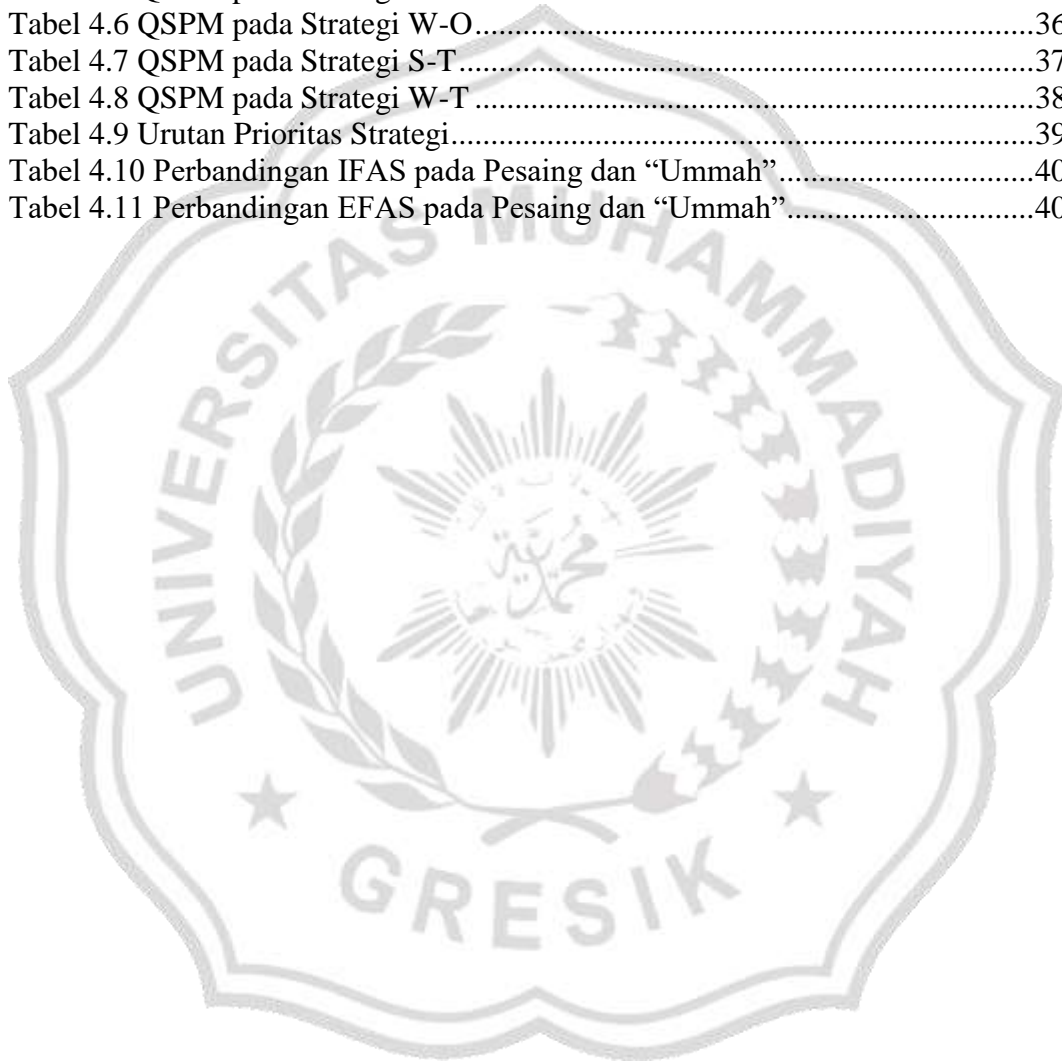 Tabel 4.6 QSPM pada Strategi W-O....................................................................36
Tabel 4.7 QSPM pada Strategi S-T......................................................................37
Tabel 4.8 QSPM pada Strategi W-T ....................................................................38
Tabel 4.9 Urutan Prioritas Strategi.......................................................................39
Tabel 4.10 Perbandingan IFAS pada Pesaing dan “Ummah”...............................40
Tabel 4.11 Perbandingan EFAS pada Pesaing dan “Ummah”..............................40
UNIVERSITAS MUHAMMADIYAH
GRESIK